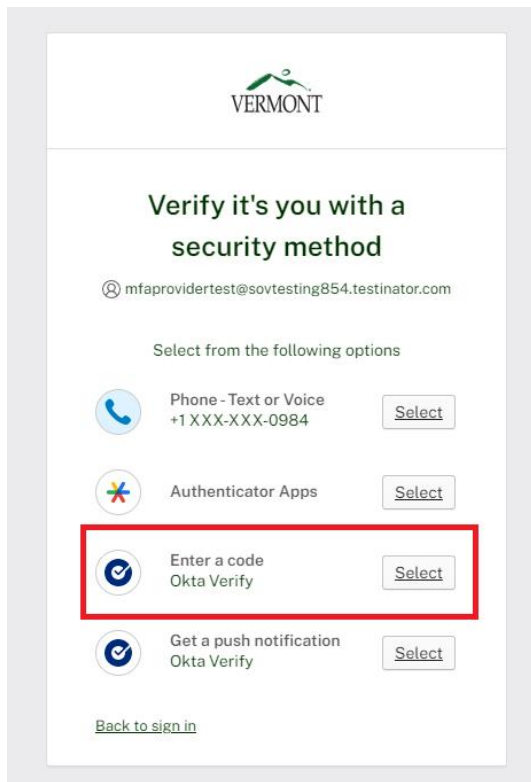 VERMONT
Verify it's you with a
security method
mfaprovidertest@sovtesting854.testinator.com
Select from the following options
Phone - Text or Voice
+1 XXX-XXX-0984
Select
Authenticator Apps
Select
Enter a code
Okta Verify
Select
Get a push notification
Okta Verify
Select
Back to sign in